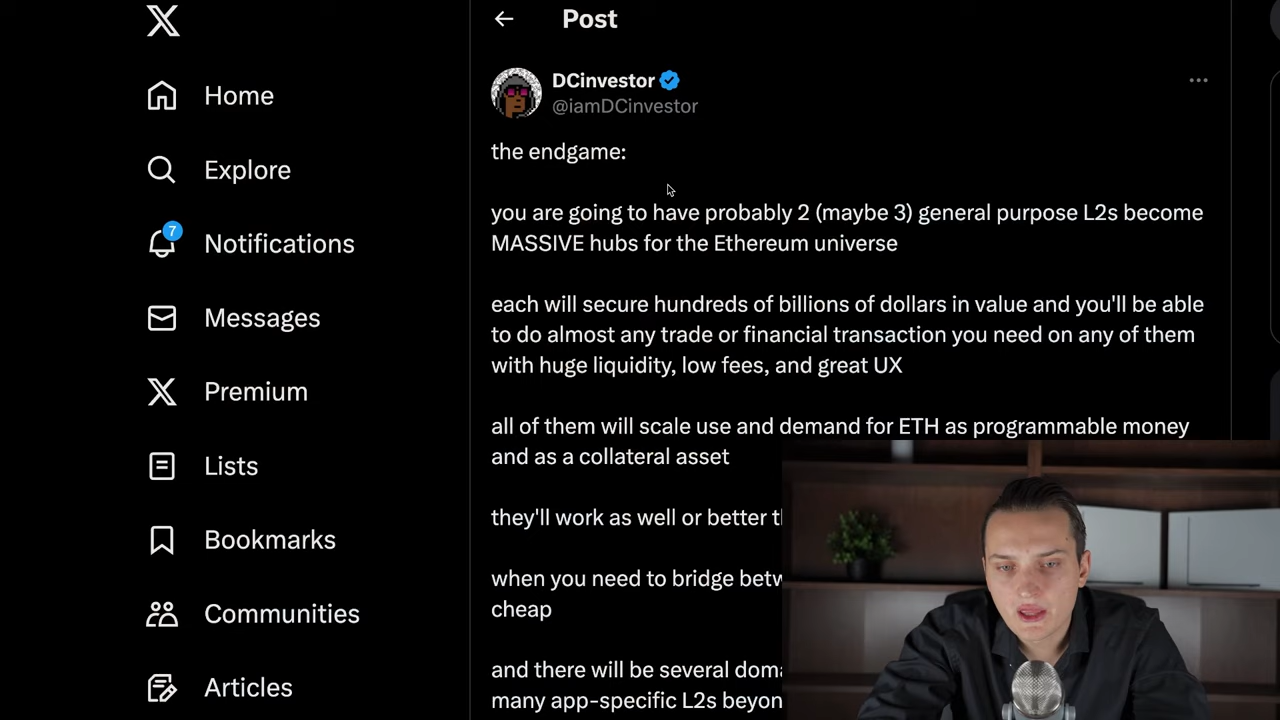 Post
Home
Explore
7
Notifications
Messages
Premium
Lists
Bookmarks
Communities
Articles
DCinvestor
@iamDCinvestor
the endgame:
you are going to have probably 2 (maybe 3) general purpose L2s become
MASSIVE hubs for the Ethereum universe
each will secure hundreds of billions of dollars in value and you'll be able
to do almost any trade or financial transaction you need on any of them
with huge liquidity, low fees, and great UX
all of them will scale use and demand for ETH as programmable money
and as a collateral asset
they'll work as well or better
when you need to bridge
cheap
and there will be several
many app-specific L2s